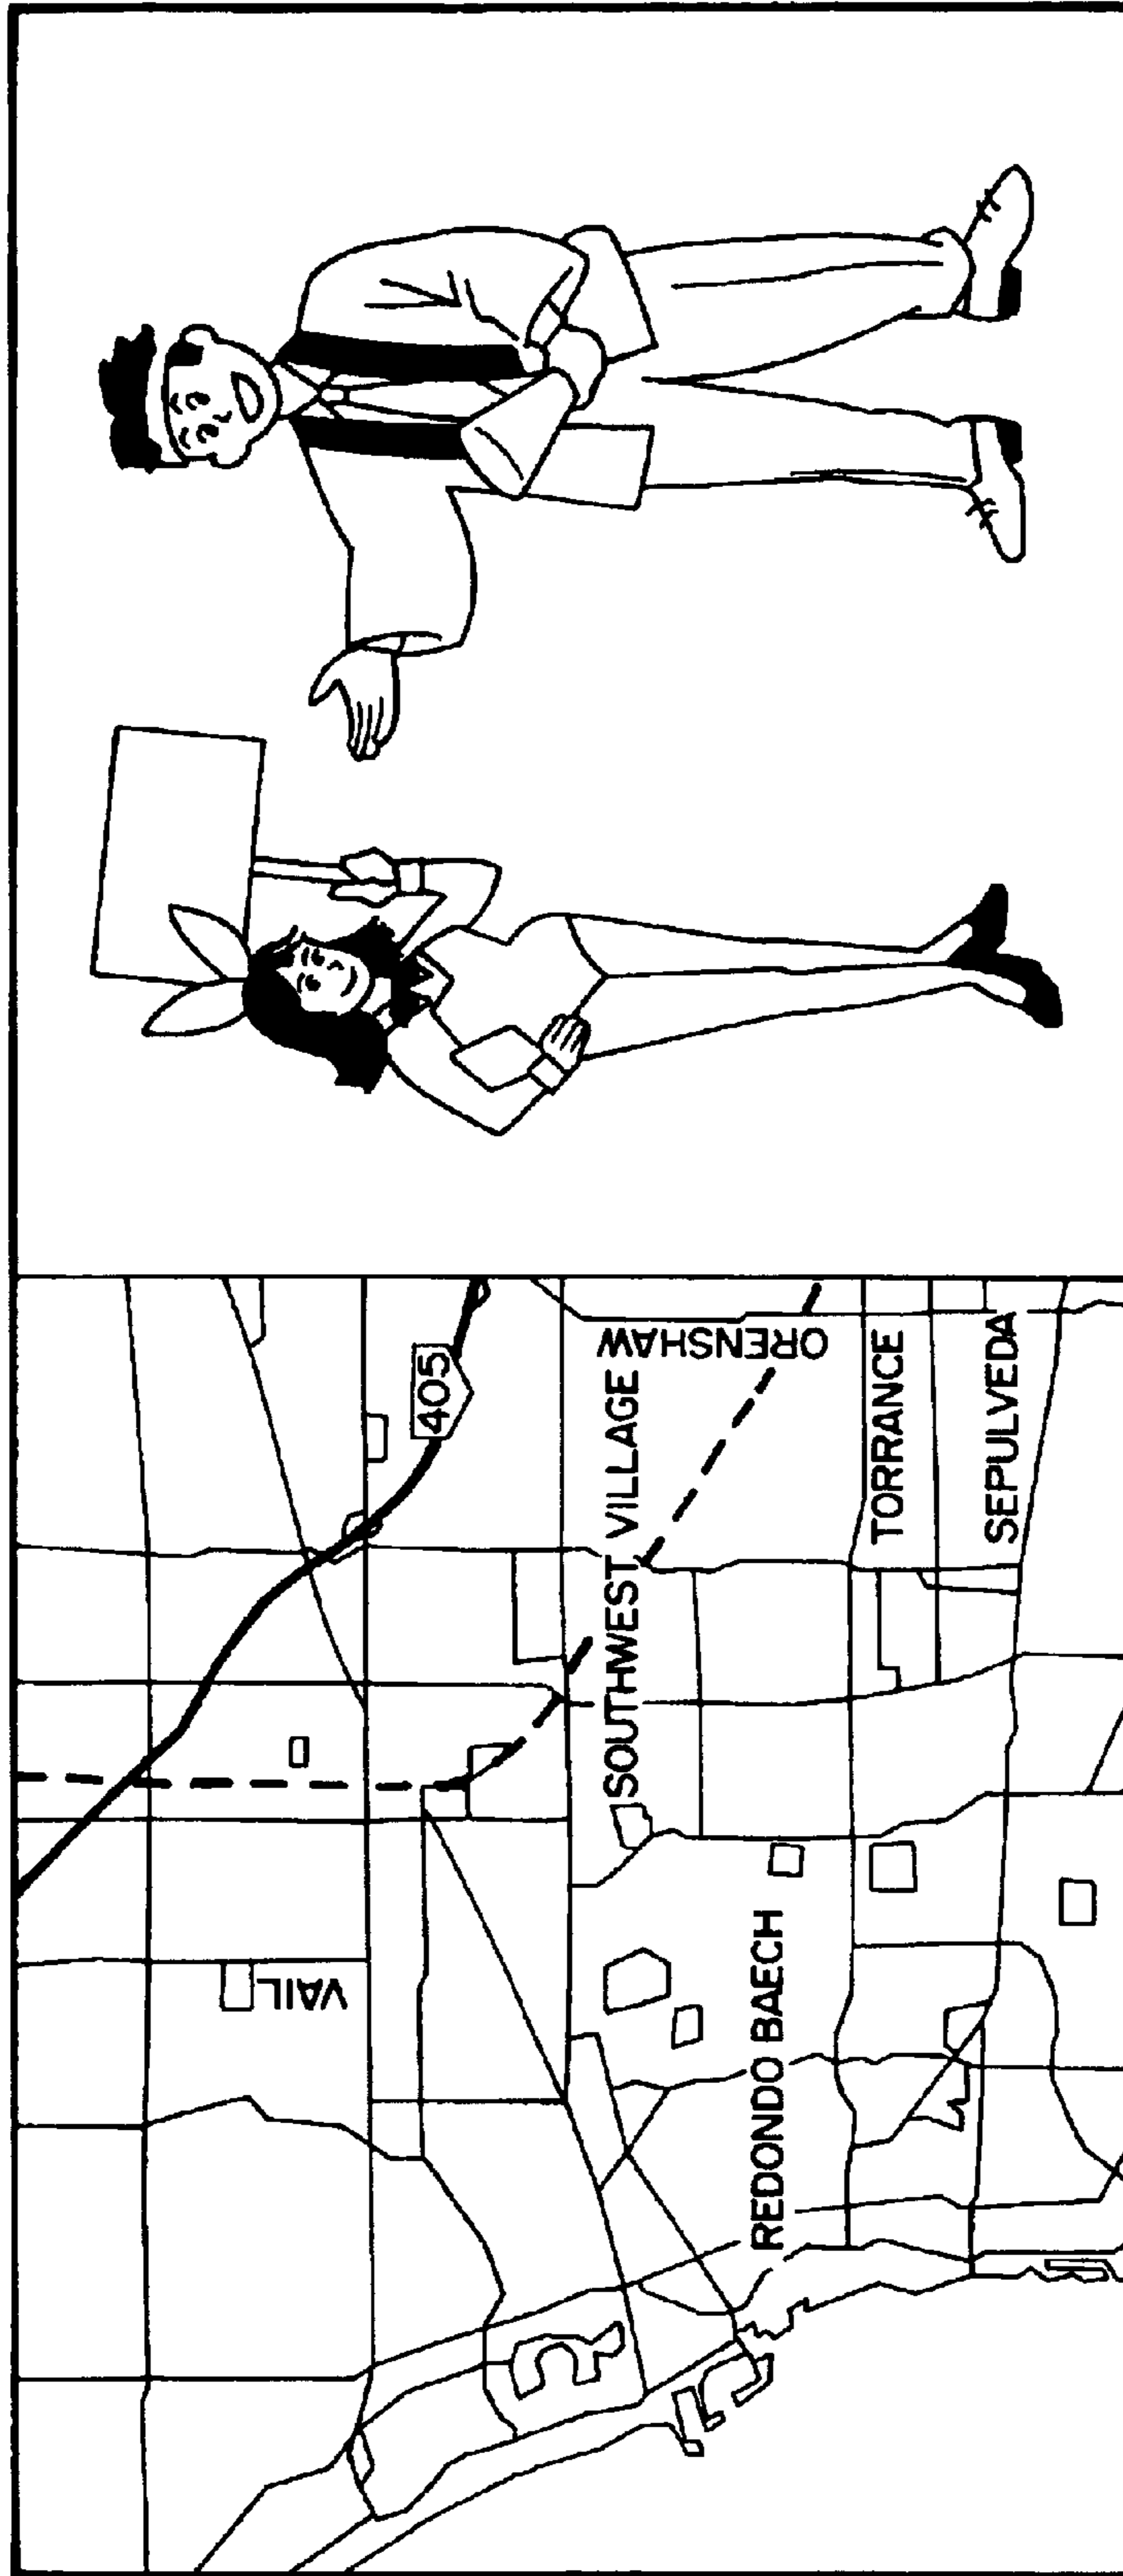 VAIL
405
SOUTHWEST VILLAGE
ORENSHAW
REDONDO BAECH
TORRANCE
SEPULVEDA